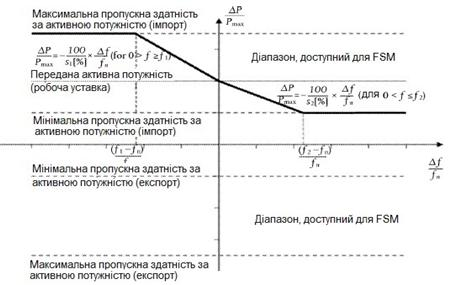 Максимальна пропускна здатність
за активною потужністю (імпорт)
ΔP/Pmax
ΔP/Pmax = −100/s₁[%] × Δf/fₙ (for 0 > f ≥ f₁)
Діапазон, доступний для FSM
Передана активна потужність
(робоча уставка)
ΔP/Pmax = −100/s₂[%] × Δf/fₙ (для 0 < f ≤ f₂)
Мінімальна пропускна здатність за
активною потужністю (імпорт)
(f₁−fₙ)/f
(f₂−fₙ)/fₙ
Δf/fₙ
Мінімальна пропускна здатність за
активною потужністю (експорт)
Діапазон, доступний для FSM
Максимальна пропускна здатність за
активною потужністю (експорт)